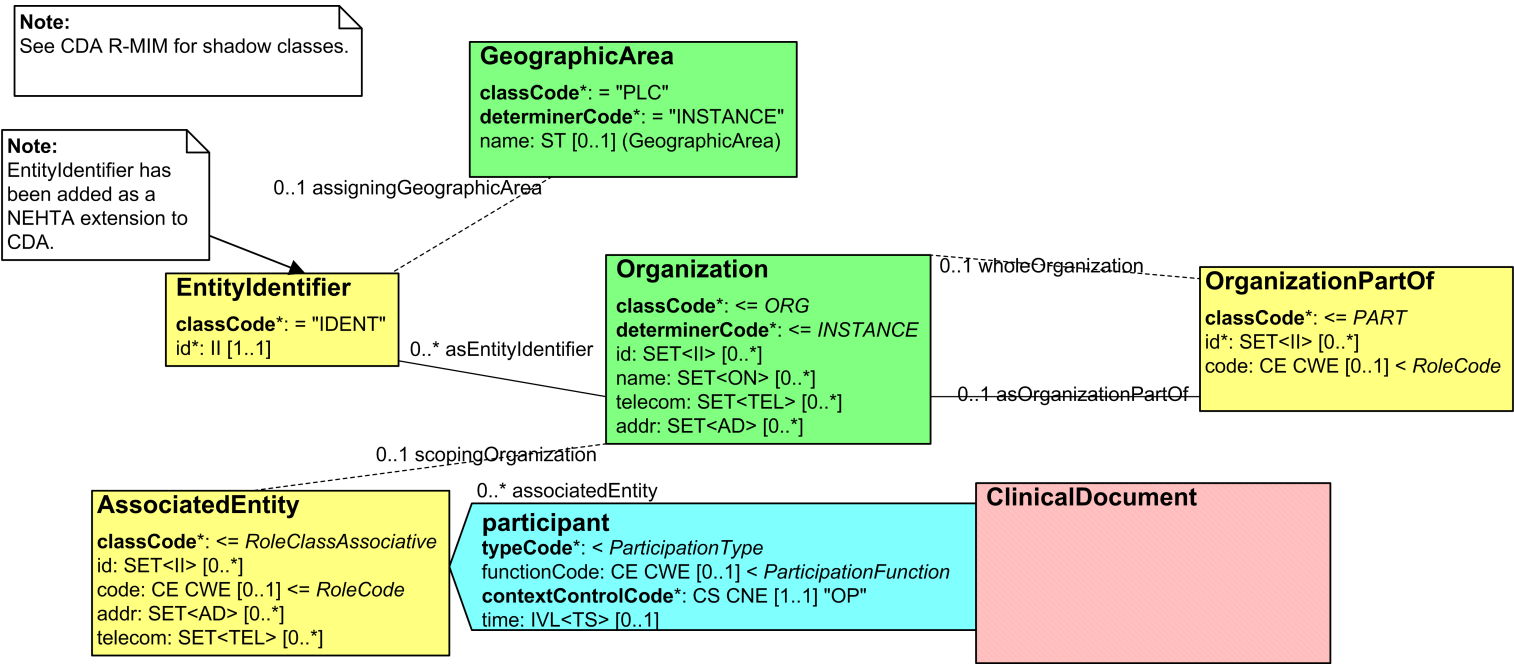 Note:
See CDA R-MIM for shadow classes.
GeographicArea
classCode*: = "PLC"
determinerCode*: = "INSTANCE"
name: ST [0..1] (GeographicArea)
Note:
EntityIdentifier has
been added as a
NEHTA extension to
CDA.
0..1 assigningGeographicArea
EntityIdentifier
classCode*: = "IDENT"
id*: II [1..1]
0..* asEntityIdentifier
Organization
classCode*: <= ORG
determinerCode*: <= INSTANCE
id: SET<II> [0..*]
name: SET<ON> [0..*]
telecom: SET<TEL> [0..*]
addr: SET<AD> [0..*]
0..1 wholeOrganization
OrganizationPartOf
classCode*: <= PART
id*: SET<II> [0..*]
code: CE CWE [0..1] < RoleCode
0..1 asOrganizationPartOf
0..1 scopingOrganization
AssociatedEntity
classCode*: <= RoleClassAssociative
id: SET<II> [0..*]
code: CE CWE [0..1] <= RoleCode
addr: SET<AD> [0..*]
telecom: SET<TEL> [0..*]
0..* associatedEntity
participant
typeCode*: < ParticipationType
functionCode: CE CWE [0..1] < ParticipationFunction
contextControlCode*: CS CNE [1..1] "OP"
time: IVL<TS> [0..1]
ClinicalDocument